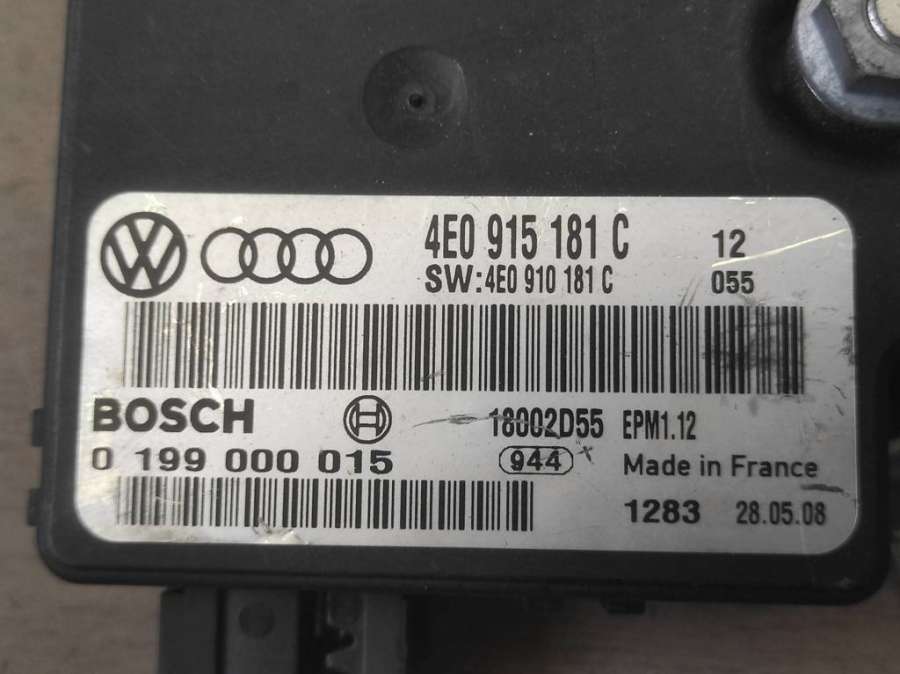 4E0 915 181 C 12
SW:4E0 910 181 C 055
BOSCH 18002D55 EPM1.12
0 199 000 015 944 Made in France
1283 28.05.08